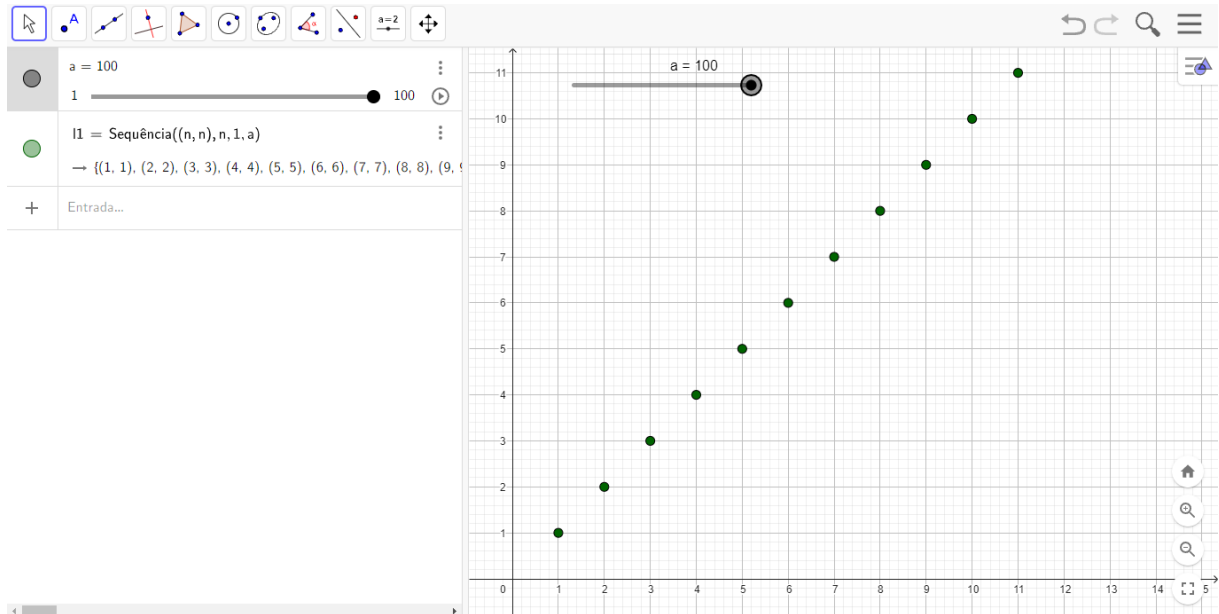 A
a=2
a = 100
1
100
l1 = Sequência((n, n), n, 1, a)
→ {(1, 1), (2, 2), (3, 3), (4, 4), (5, 5), (6, 6), (7, 7), (8, 8), (9, 9
+ Entrada...
a = 100
11
10
9
8
7
6
5
4
3
2
1
0 1 2 3 4 5 6 7 8 9 10 11 12 13 14 5